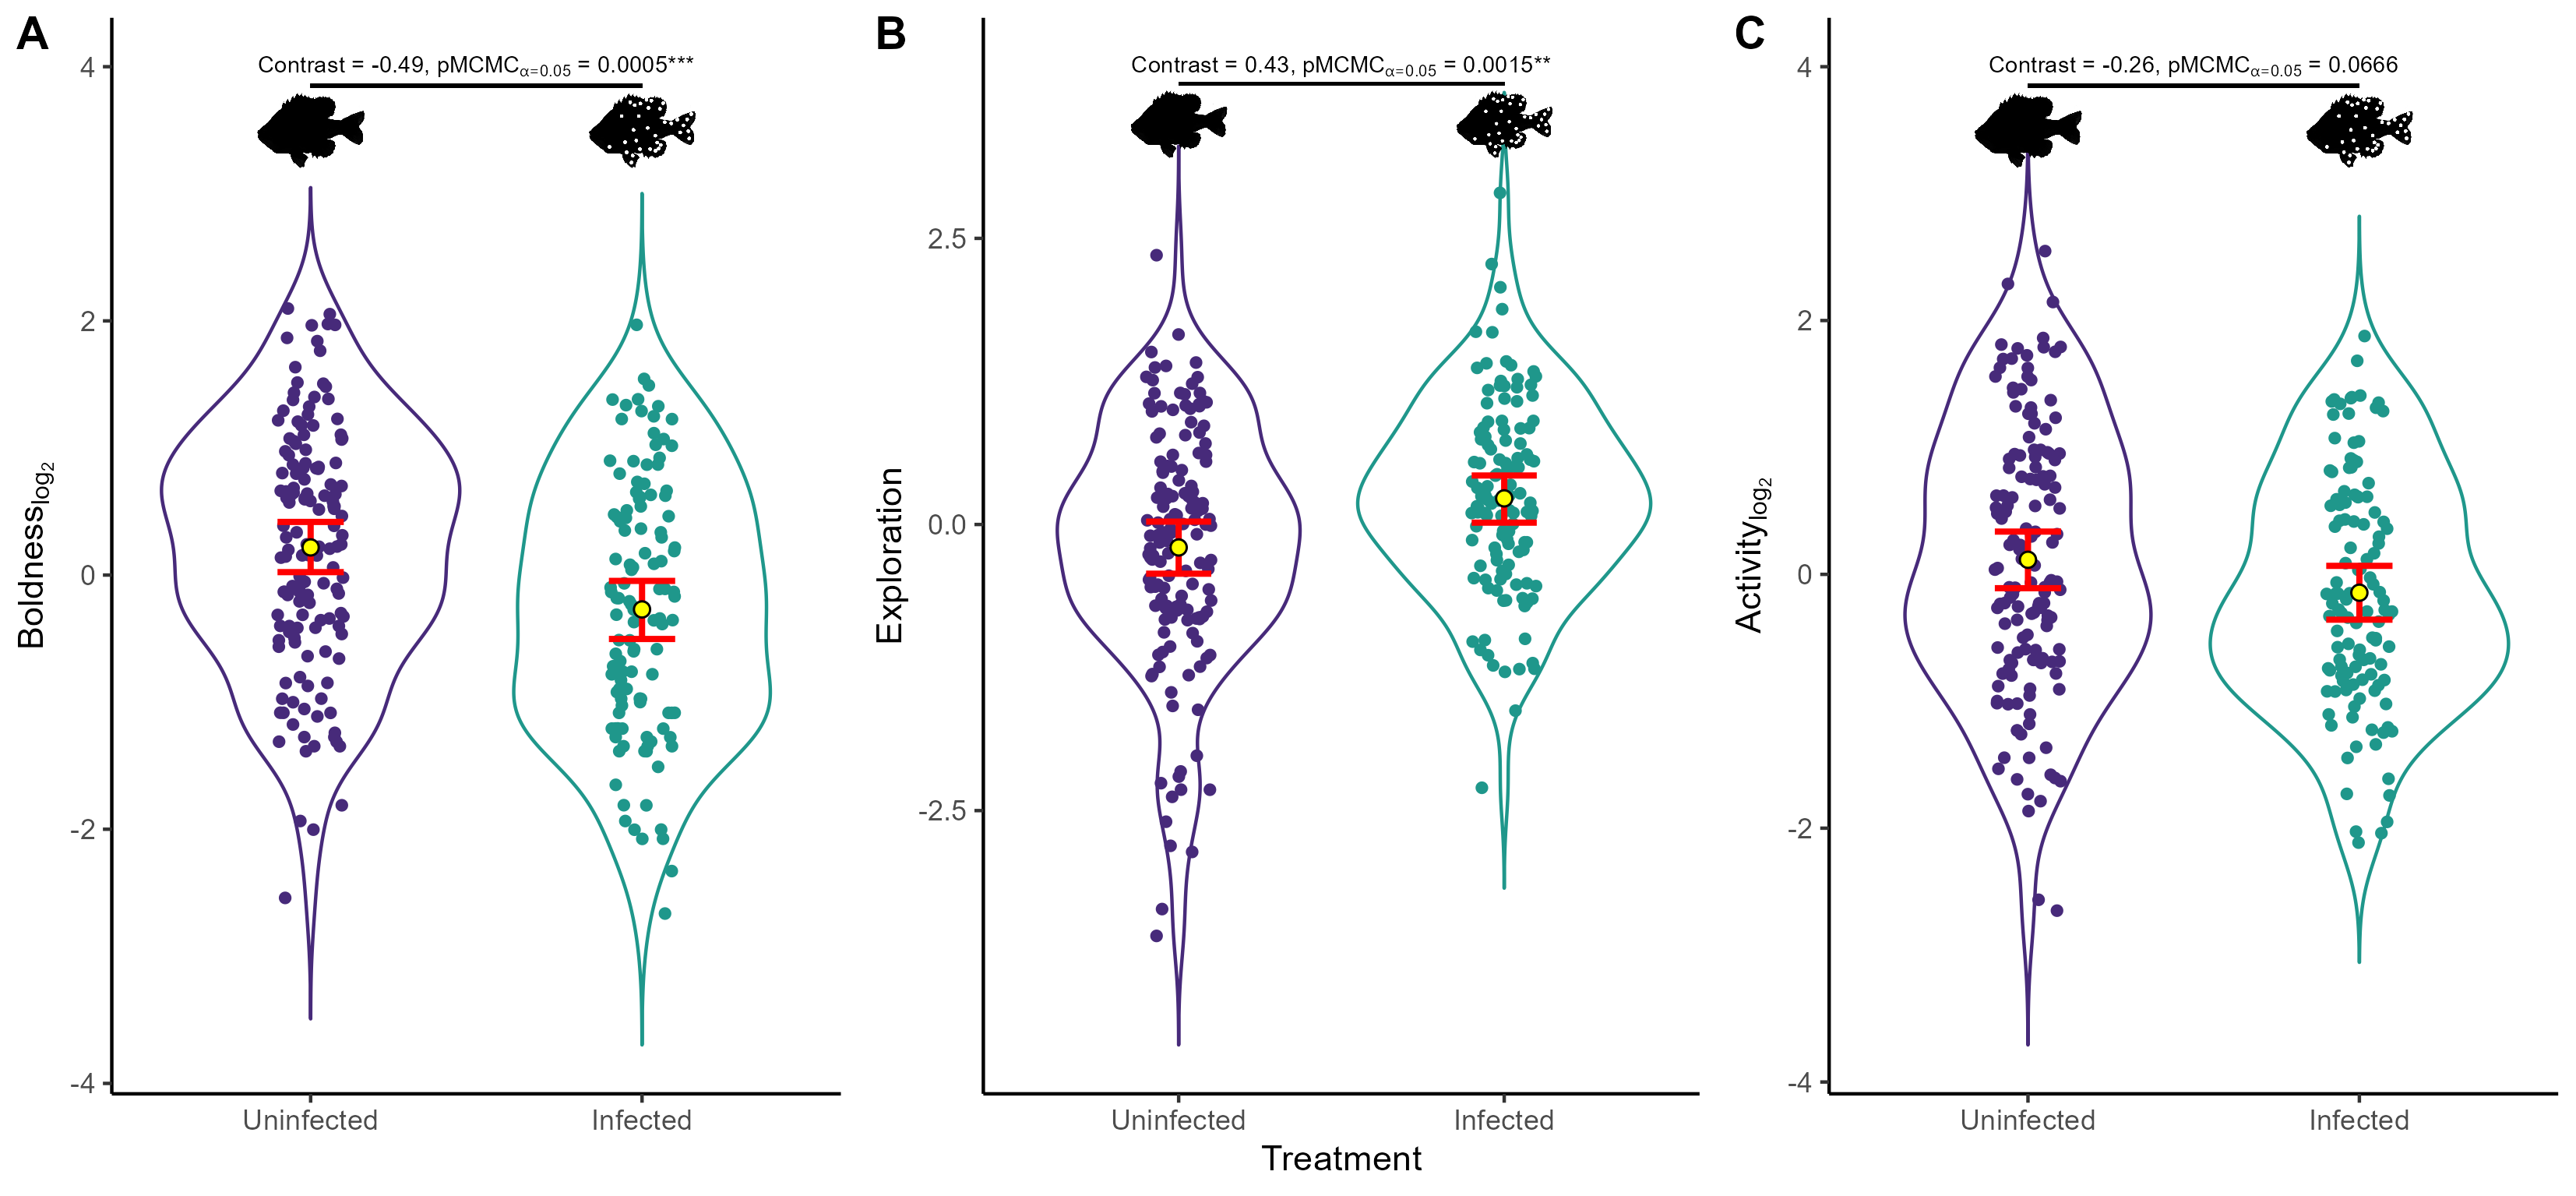 A
Contrast = -0.49, pMCMCα=0.05 = 0.0005***
4
2
0
-2
-4
Boldnesslog2
Uninfected
Infected
B
Contrast = 0.43, pMCMCα=0.05 = 0.0015**
2.5
0.0
-2.5
Exploration
Uninfected
Infected
Treatment
C
Contrast = -0.26, pMCMCα=0.05 = 0.0666
4
2
0
-2
-4
Activitylog2
Uninfected
Infected